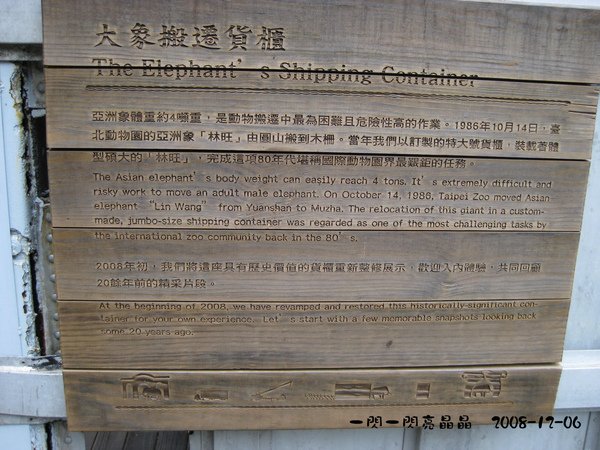 大象搬遷貨櫃
The Elephant's Shipping Container
亞洲象體重約4噸重，是動物搬遷中最為困難且危險性高的作業。1986年10月14日，臺
北動物園的亞洲象「林旺」由圓山搬到木柵。當年我們以訂製的特大號貨櫃，裝載著體
型碩大的「林旺」，完成這項80年代堪稱國際動物園界最艱鉅的任務。
The Asian elephant's body weight can easily reach 4 tons. It's extremely difficult and
risky work to move an adult male elephant. On October 14, 1986, Taipei Zoo moved Asian
elephant “Lin Wang” from Yuanshan to Muzha. The relocation of this giant in a custom-
made, jumbo-size shipping container was regarded as one of the most challenging tasks by
the international zoo community back in the 80's.
2008年初，我們將這座具有歷史價值的貨櫃重新整修展示，歡迎入內體驗，共同回顧
20餘年前的精采片段。
At the beginning of 2008, we have revamped and restored this historically-significant con-
tainer for your own experience. Let's start with a few memorable snapshots looking back
some 20 years ago.
一閃一閃亮晶晶 2008-12-06